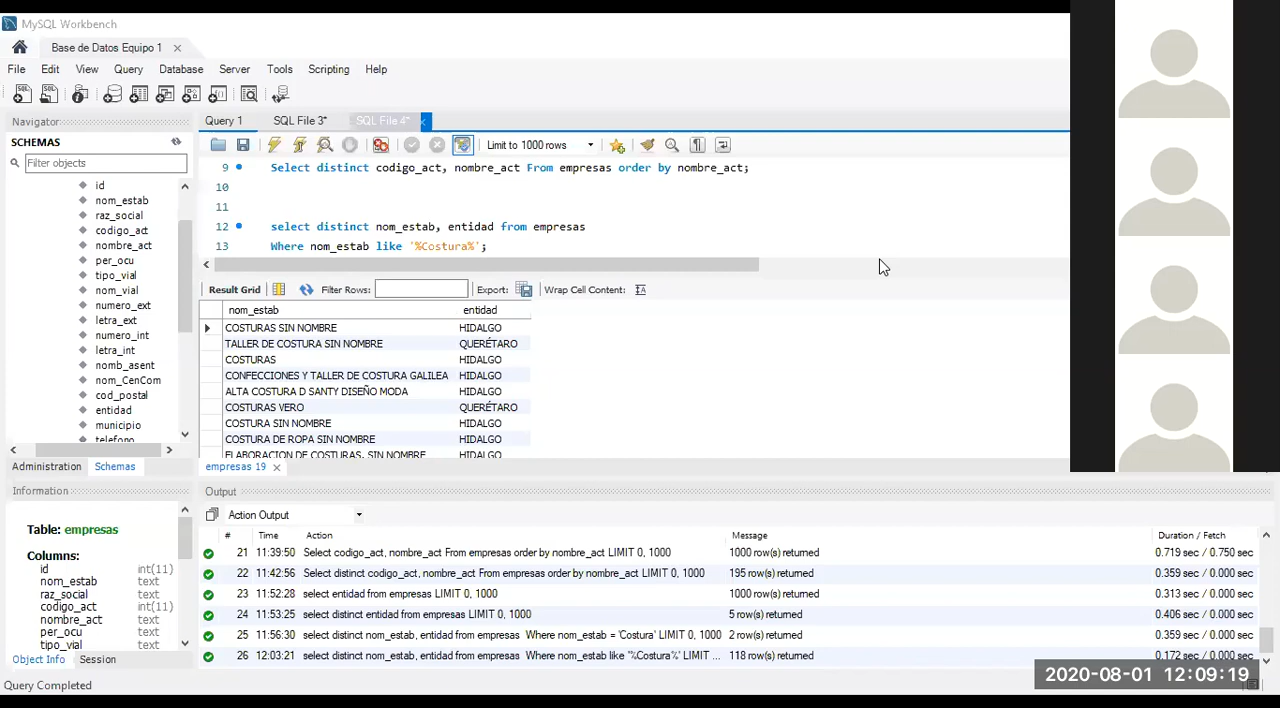 MySQL Workbench
Base de Datos Equipo 1
File Edit View Query Database Server Tools Scripting Help
Navigator
SCHEMAS
Filter objects
id
nom_estab
raz_social
codigo_act
nombre_act
per_ocu
tipo_vial
nom_vial
numero_ext
letra_ext
numero_int
letra_int
nomb_asent
nom_CenCom
cod_postal
entidad
municipio
telefono
Administration Schemas
Information
Table: empresas
Columns:
id int(11)
nom_estab text
raz_social text
codigo_act int(11)
nombre_act text
per_ocu text
tipo_vial text
Object Info Session
Query Completed
Query 1 SQL File 3* SQL File 4*
Limit to 1000 rows
9 Select distinct codigo_act, nombre_act From empresas order by nombre_act;
10
11
12 select distinct nom_estab, entidad from empresas
13 Where nom_estab like '%Costura%';
Result Grid Filter Rows: Export: Wrap Cell Content:
nom_estab entidad
COSTURAS SIN NOMBRE HIDALGO
TALLER DE COSTURA SIN NOMBRE QUERÉTARO
COSTURAS HIDALGO
CONFECCIONES Y TALLER DE COSTURA GALILEA HIDALGO
ALTA COSTURA D SANTY DISEÑO MODA HIDALGO
COSTURAS VERO QUERÉTARO
COSTURA SIN NOMBRE HIDALGO
COSTURA DE ROPA SIN NOMBRE HIDALGO
ELABORACION DE COSTURAS, SIN NOMBRE HIDALGO
empresas 19
Output
Action Output
# Time Action Message Duration / Fetch
21 11:39:50 Select codigo_act, nombre_act From empresas order by nombre_act LIMIT 0, 1000 1000 row(s) returned 0.719 sec / 0.750 sec
22 11:42:56 Select distinct codigo_act, nombre_act From empresas order by nombre_act LIMIT 0, 1000 195 row(s) returned 0.359 sec / 0.000 sec
23 11:52:28 select entidad from empresas LIMIT 0, 1000 1000 row(s) returned 0.313 sec / 0.000 sec
24 11:53:25 select distinct entidad from empresas LIMIT 0, 1000 5 row(s) returned 0.406 sec / 0.000 sec
25 11:56:30 select distinct nom_estab, entidad from empresas Where nom_estab = 'Costura' LIMIT 0, 1000 2 row(s) returned 0.359 sec / 0.000 sec
26 12:03:21 select distinct nom_estab, entidad from empresas Where nom_estab like '%Costura%' LIMIT ... 118 row(s) returned 0.172 sec / 0.000 sec
2020-08-01 12:09:19